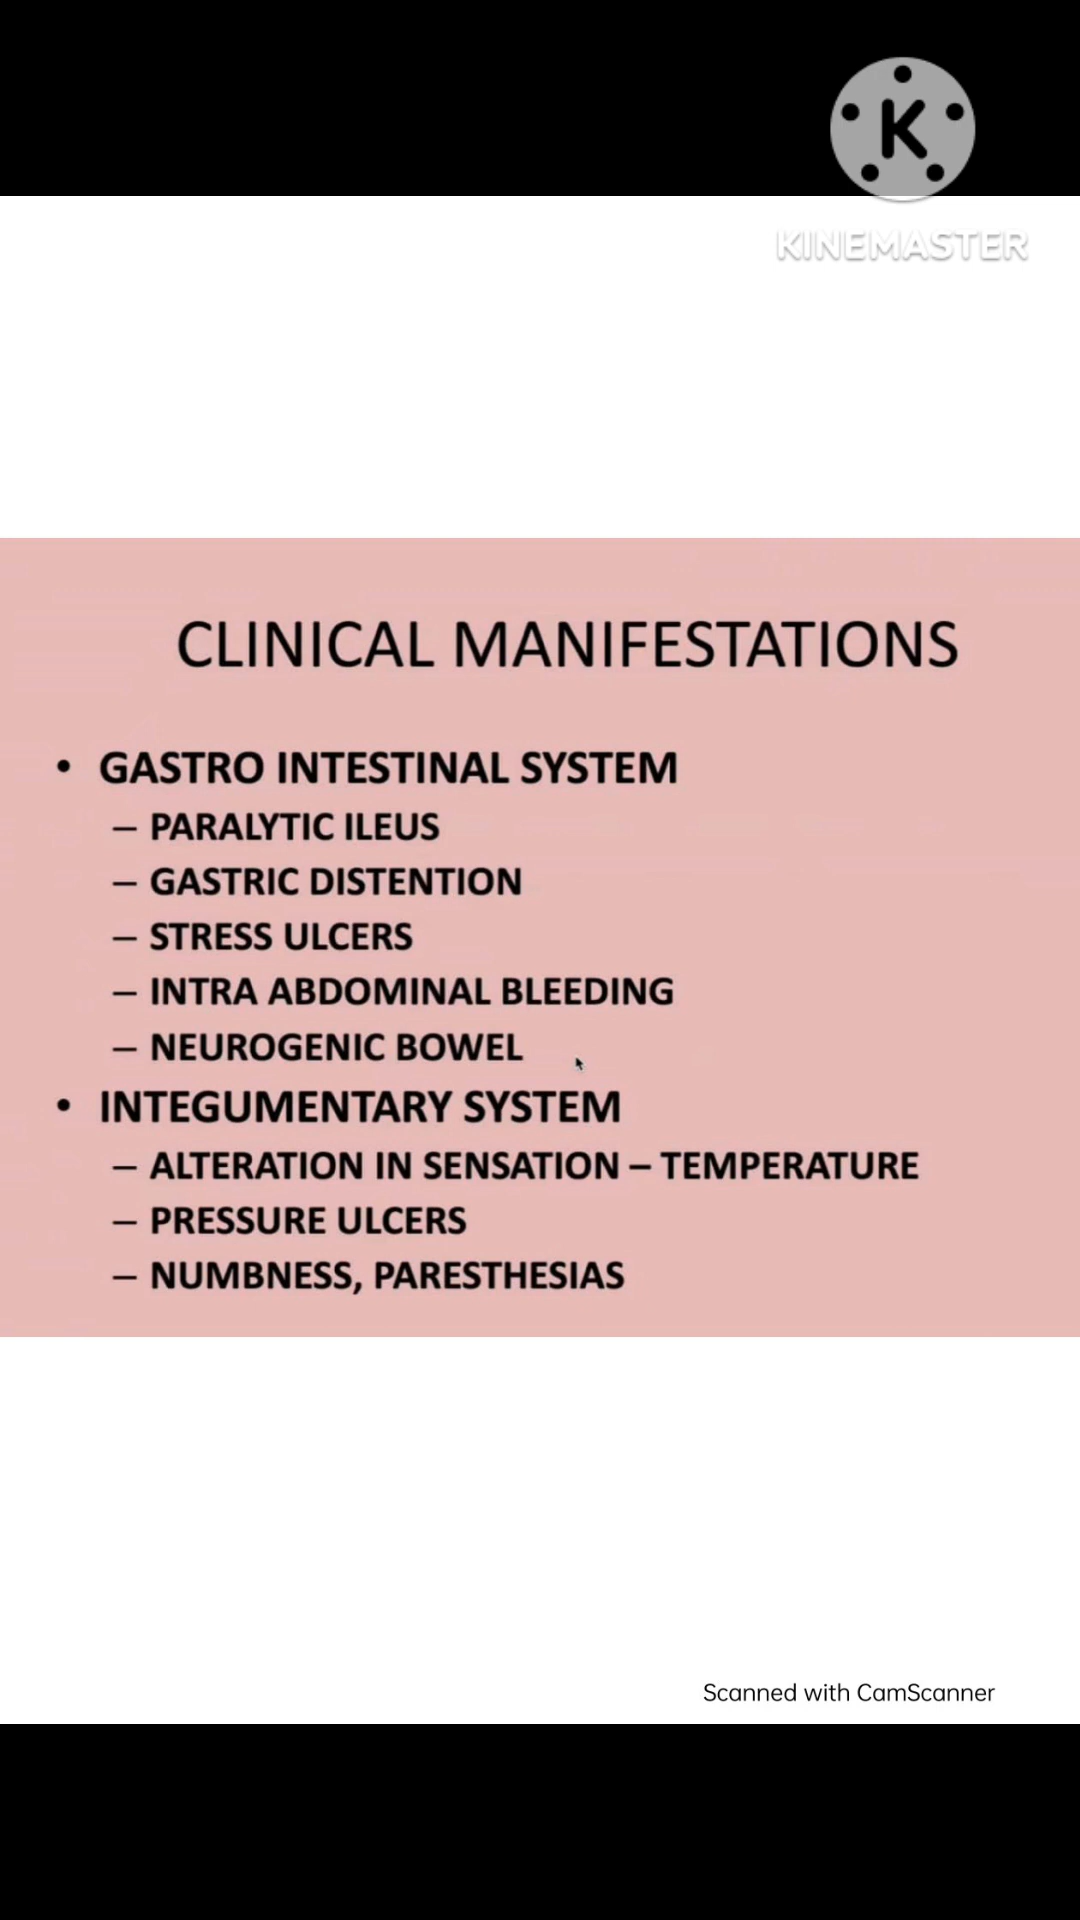 K
KINEMASTER
CLINICAL MANIFESTATIONS
• GASTRO INTESTINAL SYSTEM
– PARALYTIC ILEUS
– GASTRIC DISTENTION
– STRESS ULCERS
– INTRA ABDOMINAL BLEEDING
– NEUROGENIC BOWEL
• INTEGUMENTARY SYSTEM
– ALTERATION IN SENSATION – TEMPERATURE
– PRESSURE ULCERS
– NUMBNESS, PARESTHESIAS
Scanned with CamScanner